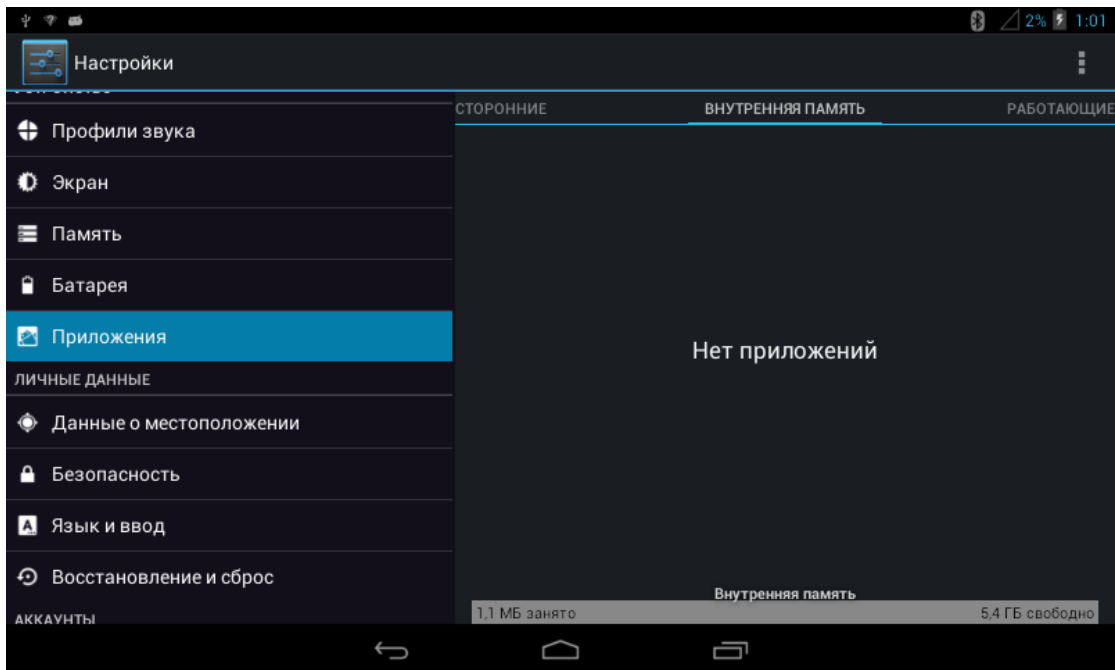 2% 1:01
Настройки
СТОРОННИЕ
ВНУТРЕННЯЯ ПАМЯТЬ
РАБОТАЮЩИЕ
Профили звука
Экран
Память
Батарея
Приложения
ЛИЧНЫЕ ДАННЫЕ
Данные о местоположении
Безопасность
Язык и ввод
Восстановление и сброс
АККАУНТЫ
Нет приложений
Внутренняя память
1,1 МБ занято
5,4 ГБ свободно